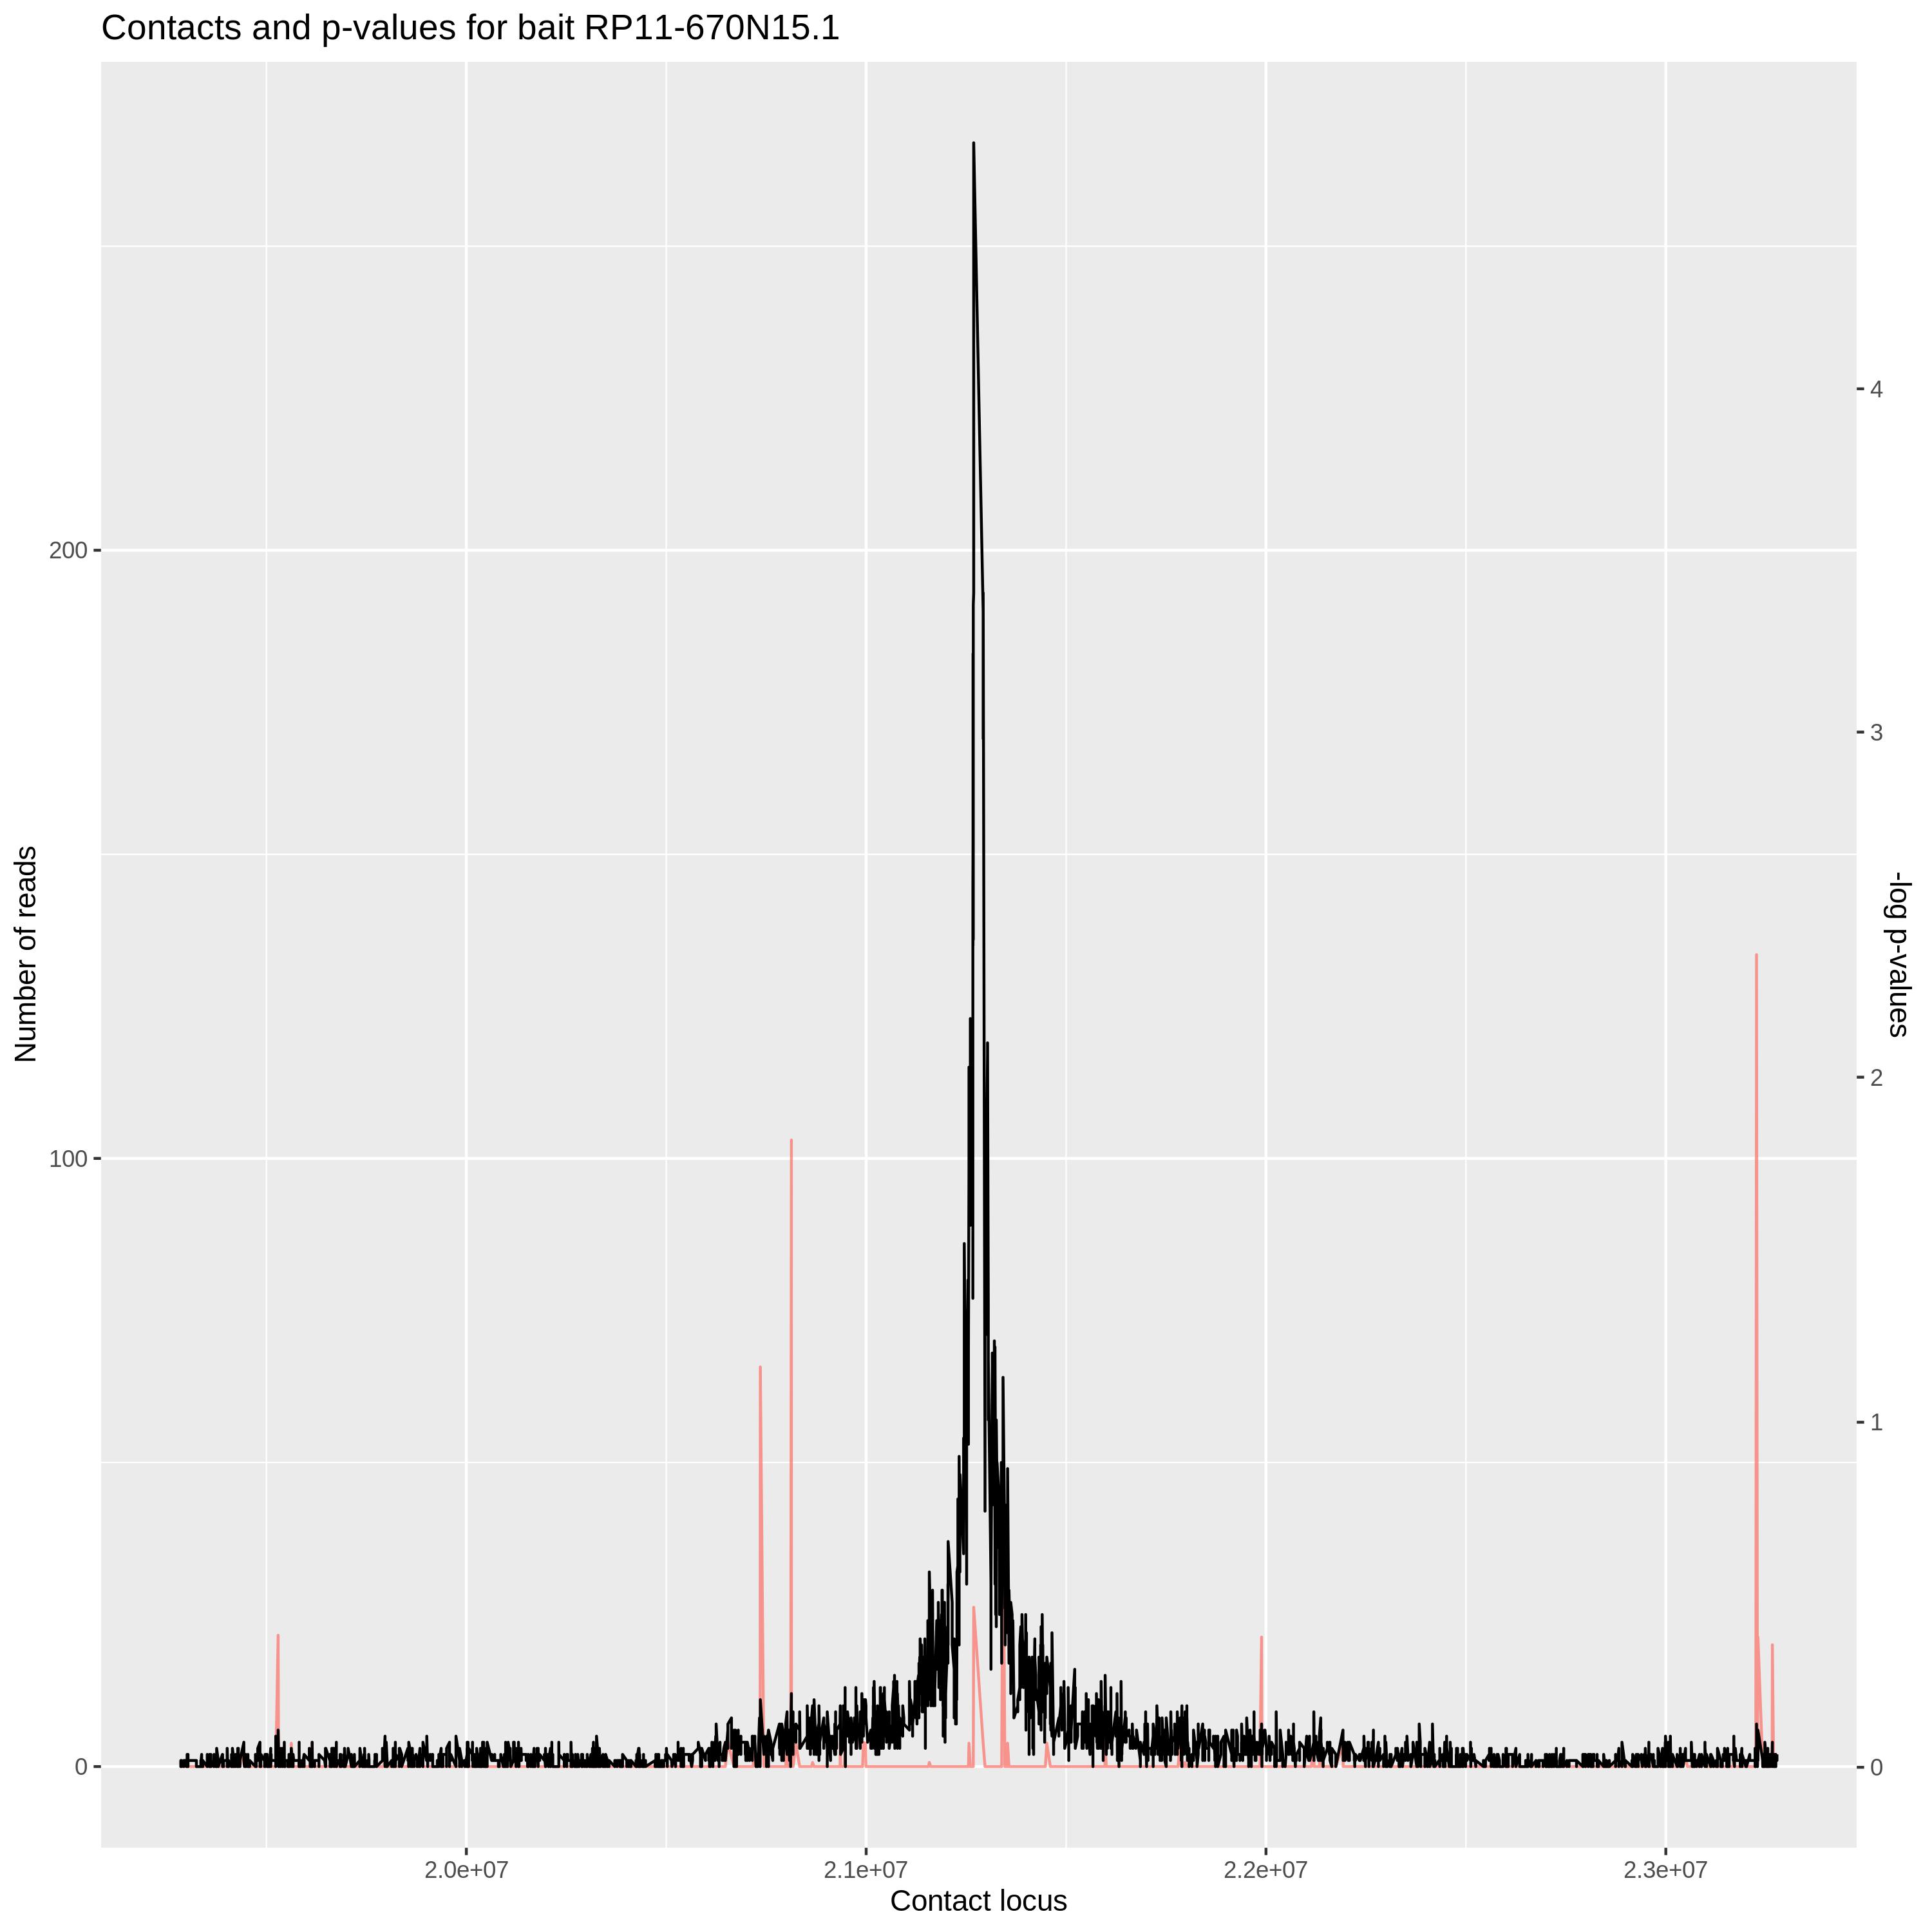 Contacts and p-values for bait RP11-670N15.1
Number of reads
200
100
0
4
3
2
1
0
-log p-values
2.0e+07
2.1e+07
2.2e+07
2.3e+07
Contact locus